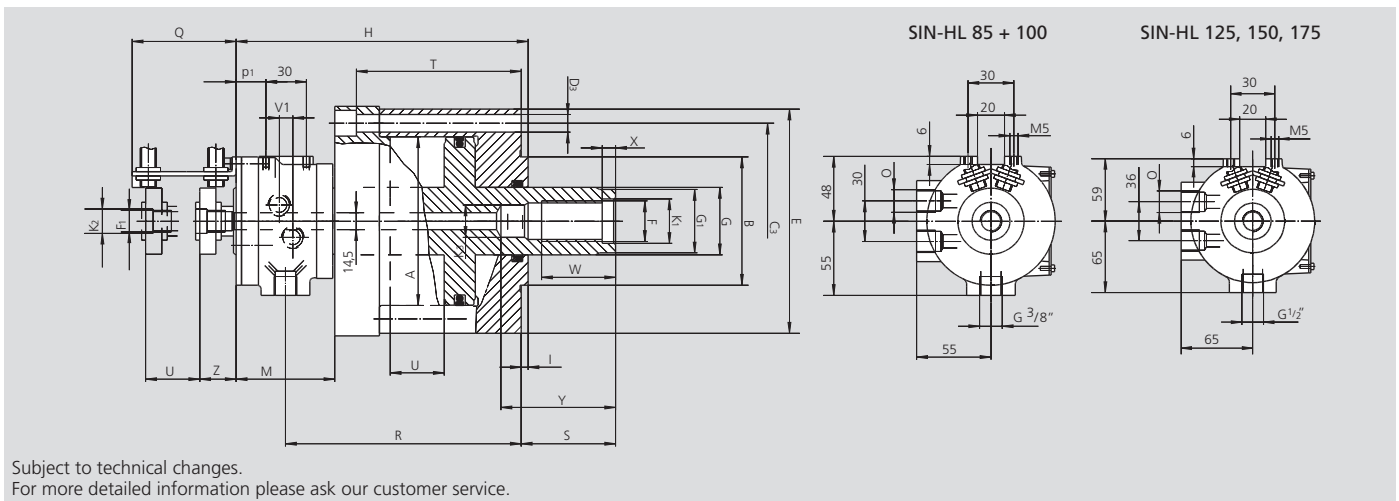 SIN-HL 85 + 100
SIN-HL 125, 150, 175
Q
H
T
p1
30
V1
D3
X
K2
F1
14,5
A
F
K1
G1
G
B
C3
E
W
U
Z
M
U
I
Y
R
S
30
20
M5
6
48
30
O
55
G 3/8“
55
30
20
M5
6
59
36
O
65
G1/2”
65
Subject to technical changes.
For more detailed information please ask our customer service.